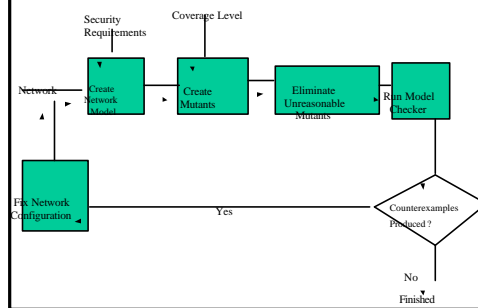 Security
Requirements
Coverage Level
Network
Create
Network
Model
Create
Mutants
Eliminate
Unreasonable
Mutants
Run Model
Checker
Fix Network
Configuration
Yes
Counterexamples
Produced ?
No
Finished